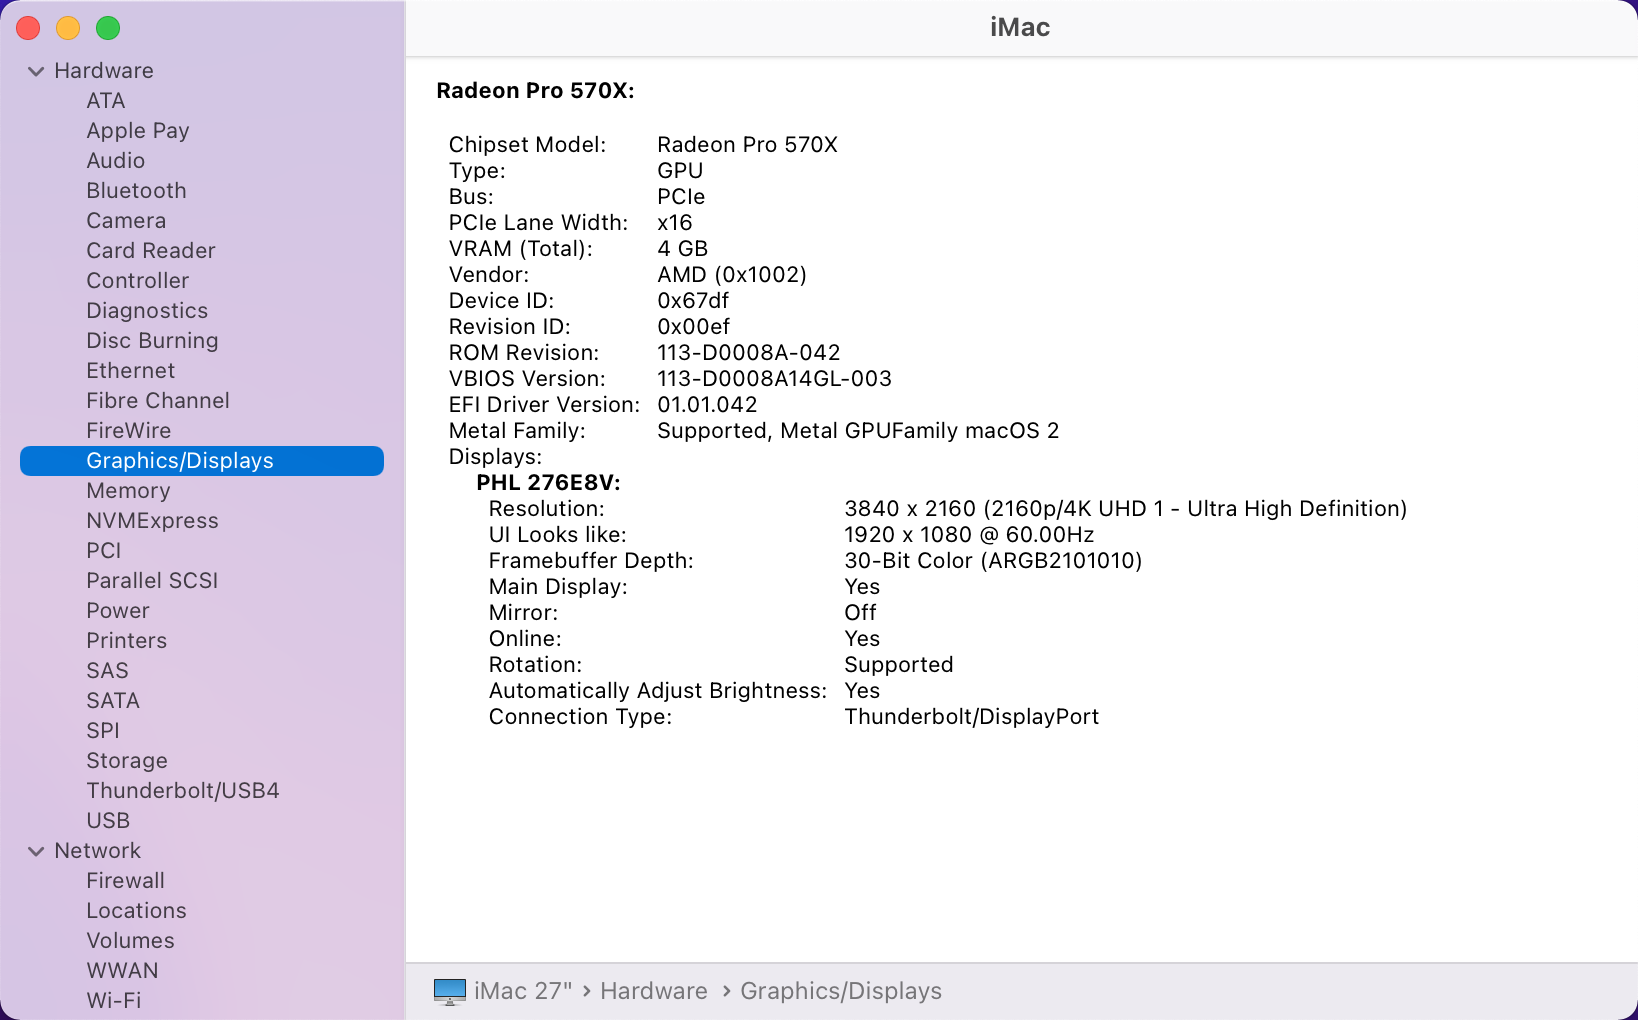 iMac
Hardware
ATA
Apple Pay
Audio
Bluetooth
Camera
Card Reader
Controller
Diagnostics
Disc Burning
Ethernet
Fibre Channel
FireWire
Graphics/Displays
Memory
NVMExpress
PCI
Parallel SCSI
Power
Printers
SAS
SATA
SPI
Storage
Thunderbolt/USB4
USB
Network
Firewall
Locations
Volumes
WWAN
Wi-Fi
Radeon Pro 570X:
Chipset Model: Radeon Pro 570X
Type: GPU
Bus: PCIe
PCIe Lane Width: x16
VRAM (Total): 4 GB
Vendor: AMD (0x1002)
Device ID: 0x67df
Revision ID: 0x00ef
ROM Revision: 113-D0008A-042
VBIOS Version: 113-D0008A14GL-003
EFI Driver Version: 01.01.042
Metal Family: Supported, Metal GPUFamily macOS 2
Displays:
PHL 276E8V:
Resolution: 3840 x 2160 (2160p/4K UHD 1 - Ultra High Definition)
UI Looks like: 1920 x 1080 @ 60.00Hz
Framebuffer Depth: 30-Bit Color (ARGB2101010)
Main Display: Yes
Mirror: Off
Online: Yes
Rotation: Supported
Automatically Adjust Brightness: Yes
Connection Type: Thunderbolt/DisplayPort
iMac 27" › Hardware › Graphics/Displays